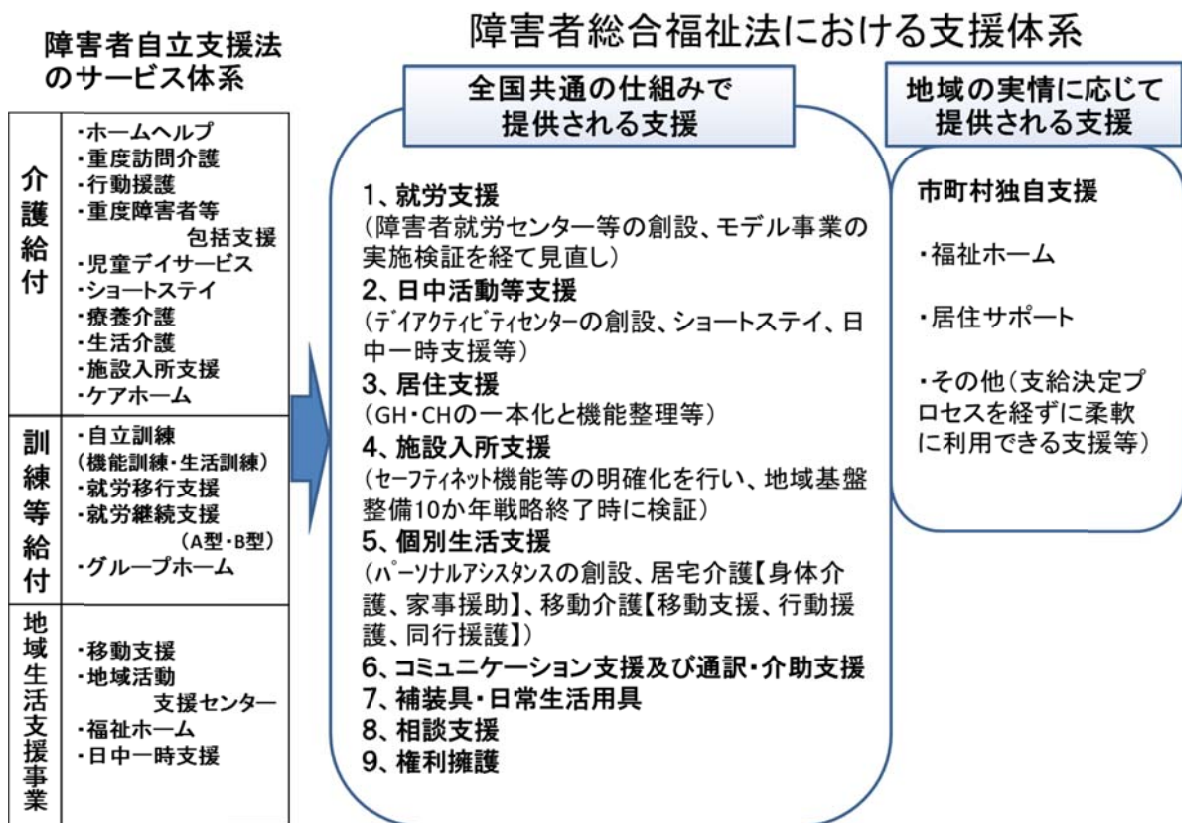 障害者自立支援法
のサービス体系
介護給付
・ホームヘルプ
・重度訪問介護
・行動援護
・重度障害者等
包括支援
・児童デイサービス
・ショートステイ
・療養介護
・生活介護
・施設入所支援
・ケアホーム
訓練等給付
・自立訓練
(機能訓練・生活訓練)
・就労移行支援
・就労継続支援
(A型・B型)
・グループホーム
地域生活支援事業
・移動支援
・地域活動
支援センター
・福祉ホーム
・日中一時支援
障害者総合福祉法における支援体系
全国共通の仕組みで
提供される支援
1、就労支援
(障害者就労センター等の創設、モデル事業の
実施検証を経て見直し)
2、日中活動等支援
(ﾃﾞｲｱｸﾃｨﾋﾞﾃｨｾﾝﾀｰの創設、ショートステイ、日
中一時支援等)
3、居住支援
(GH・CHの一本化と機能整理等)
4、施設入所支援
(ｾｰﾌﾃｨﾈｯﾄ機能等の明確化を行い、地域基盤
整備10か年戦略終了時に検証)
5、個別生活支援
(ﾊﾟｰｿﾅﾙｱｼｽﾀﾝｽの創設、居宅介護【身体介
護、家事援助】、移動介護【移動支援、行動援
護、同行援護】)
6、コミュニケーション支援及び通訳・介助支援
7、補装具・日常生活用具
8、相談支援
9、権利擁護
地域の実情に応じて
提供される支援
市町村独自支援
・福祉ホーム
・居住サポート
・その他(支給決定プ
ロセスを経ずに柔軟
に利用できる支援等)